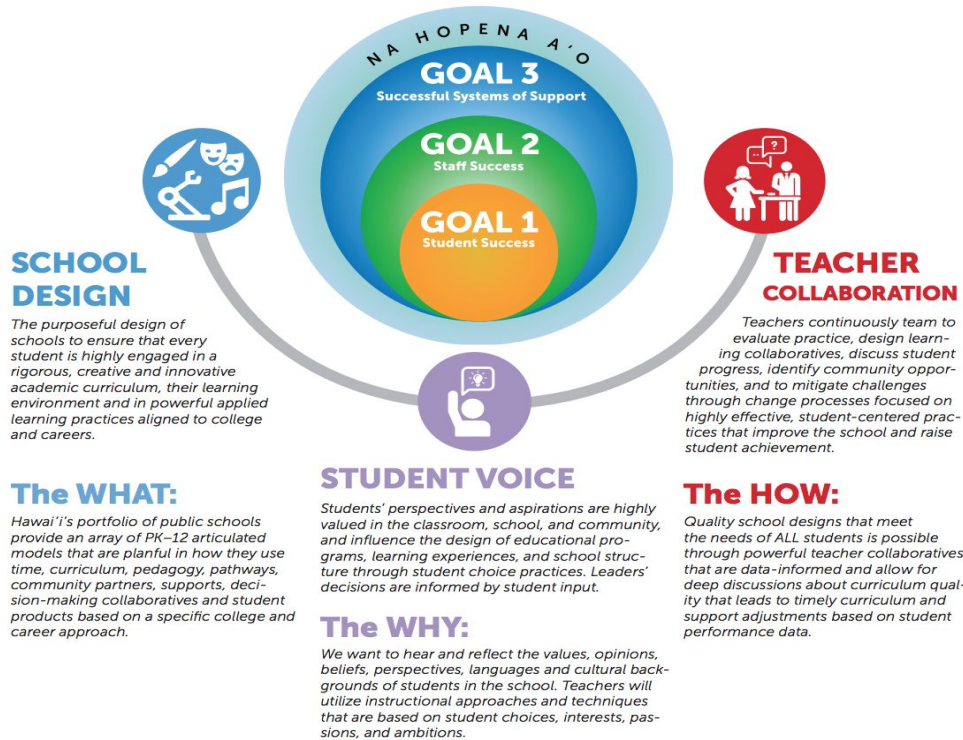 NA HOPENA A‘O
GOAL 3
Successful Systems of Support
GOAL 2
Staff Success
GOAL 1
Student Success
SCHOOL
DESIGN
The purposeful design of
schools to ensure that every
student is highly engaged in a
rigorous, creative and innovative
academic curriculum, their learning
environment and in powerful applied
learning practices aligned to college
and careers.
The WHAT:
Hawai‘i’s portfolio of public schools
provide an array of PK–12 articulated
models that are planful in how they use
time, curriculum, pedagogy, pathways,
community partners, supports, deci-
sion-making collaboratives and student
products based on a specific college and
career approach.
STUDENT VOICE
Students’ perspectives and aspirations are highly
valued in the classroom, school, and community,
and influence the design of educational pro-
grams, learning experiences, and school struc-
ture through student choice practices. Leaders’
decisions are informed by student input.
The WHY:
We want to hear and reflect the values, opinions,
beliefs, perspectives, languages and cultural back-
grounds of students in the school. Teachers will
utilize instructional approaches and techniques
that are based on student choices, interests, pas-
sions, and ambitions.
?
TEACHER
COLLABORATION
Teachers continuously team to
evaluate practice, design learn-
ing collaboratives, discuss student
progress, identify community oppor-
tunities, and to mitigate challenges
through change processes focused on
highly effective, student-centered prac-
tices that improve the school and raise
student achievement.
The HOW:
Quality school designs that meet
the needs of ALL students is possible
through powerful teacher collaboratives
that are data-informed and allow for
deep discussions about curriculum qual-
ity that leads to timely curriculum and
support adjustments based on student
performance data.